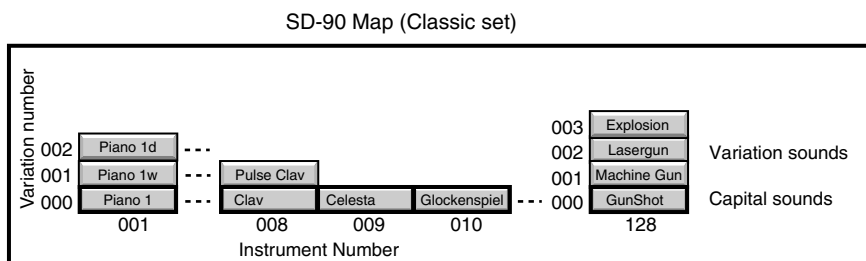 SD-90 Map (Classic set)
Variation number
003 Explosion
002 Piano 1d 002 Lasergun Variation sounds
001 Piano 1w Pulse Clav 001 Machine Gun
000 Piano 1 Clav Celesta Glockenspiel 000 GunShot Capital sounds
001 008 009 010 128
Instrument Number